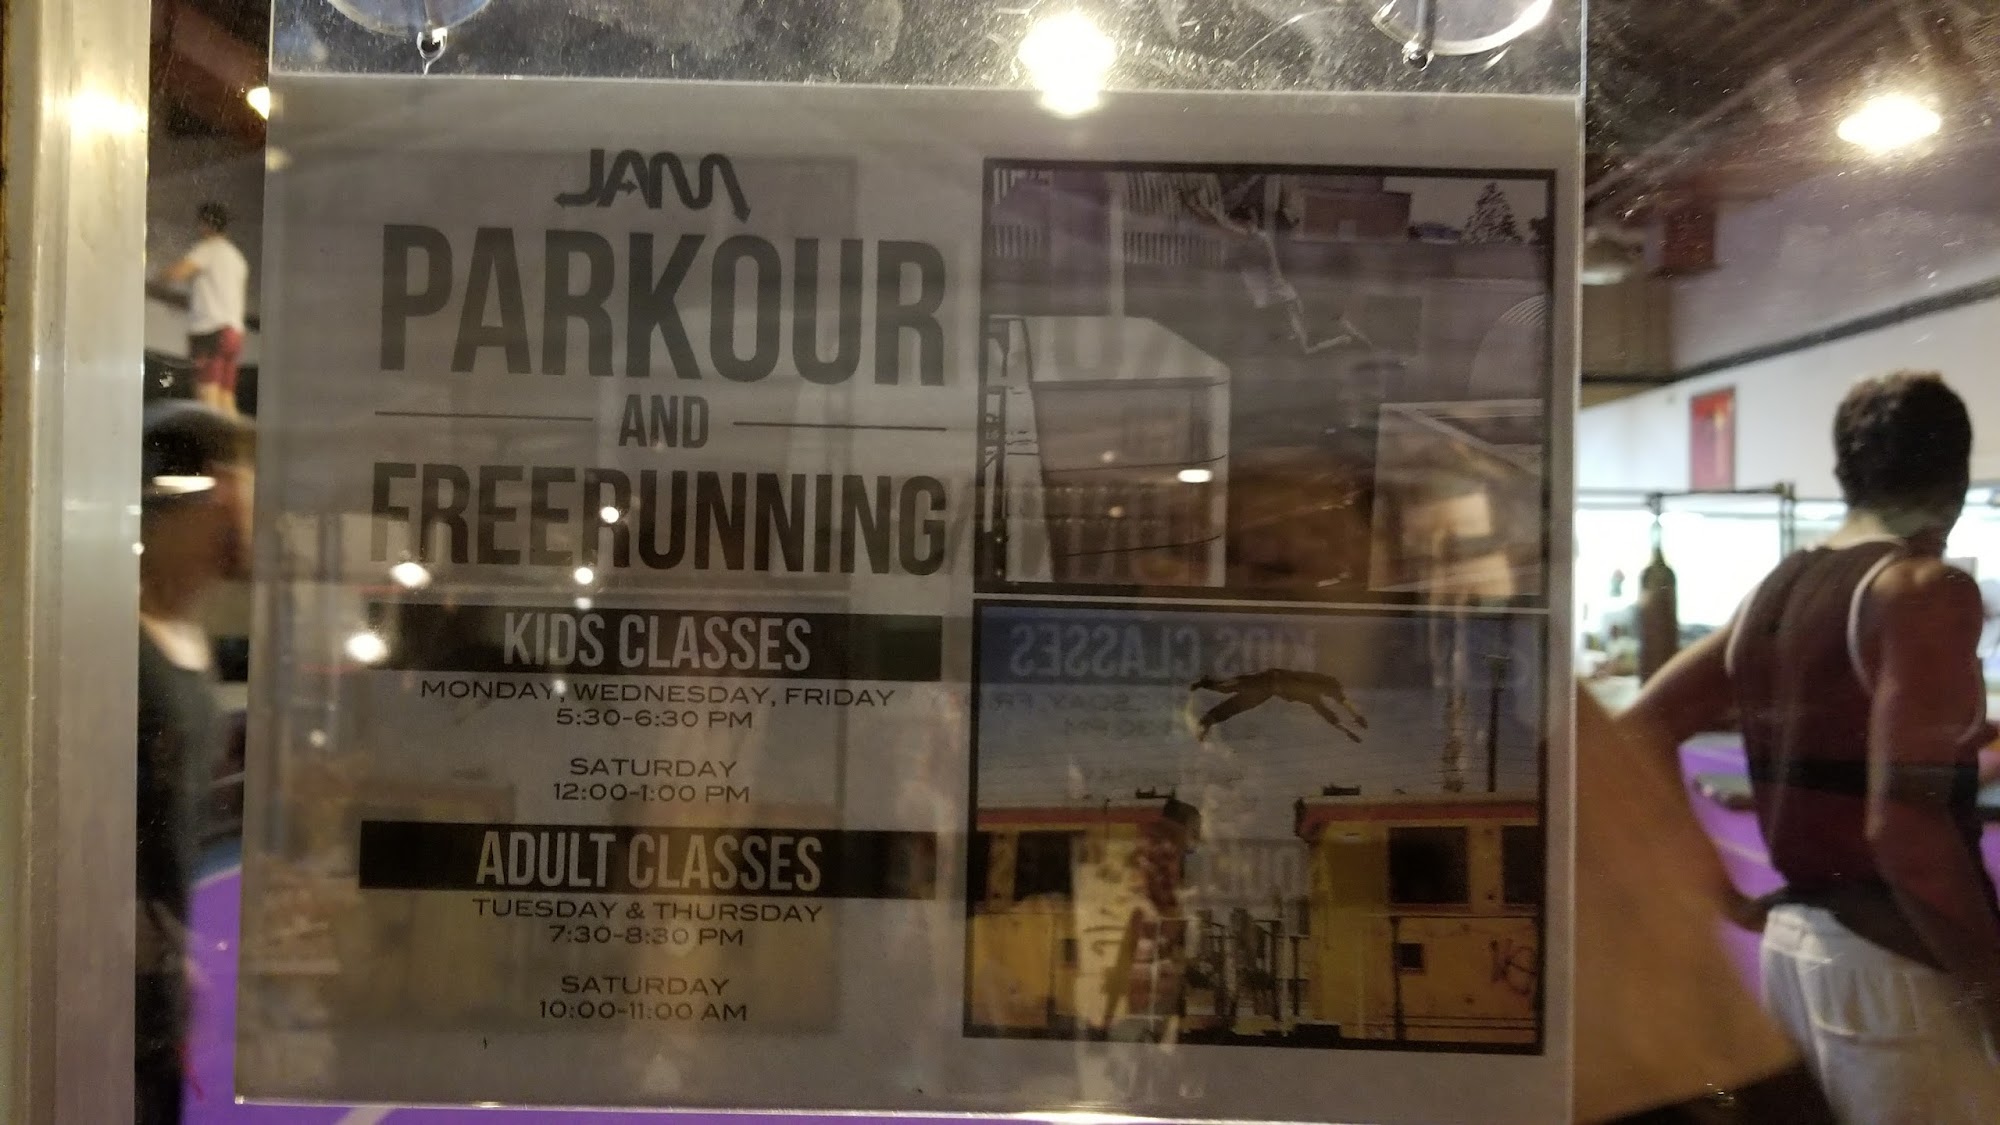 JAM
PARKOUR
AND
FREERUNNING
KIDS CLASSES
MONDAY, WEDNESDAY, FRIDAY
5:30-6:30 PM
SATURDAY
12:00-1:00 PM
ADULT CLASSES
TUESDAY & THURSDAY
7:30-8:30 PM
SATURDAY
10:00-11:00 AM